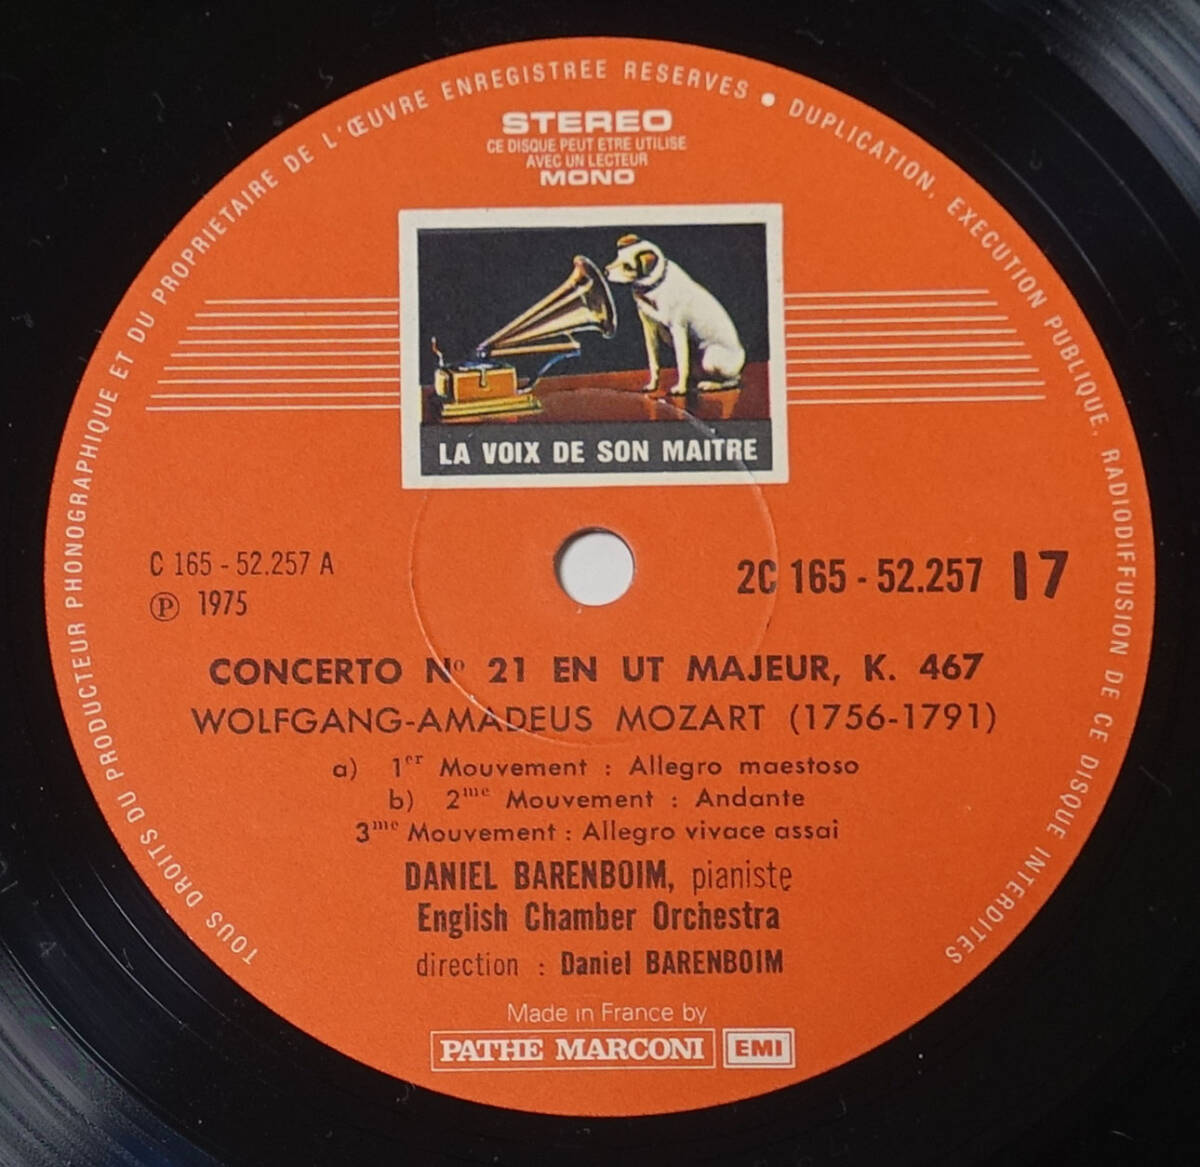 TOUS DROITS DU PRODUCTEUR PHONOGRAPHIQUE ET DU PROPRIETAIRE DE L'ŒUVRE ENREGISTREE RESERVES • DUPLICATION, EXECUTION PUBLIQUE, RADIODIFFUSION DE CE DISQUE INTERDITES
STEREO
CE DISQUE PEUT ETRE UTILISE
AVEC UN LECTEUR
MONO
LA VOIX DE SON MAITRE
C 165 - 52.257 A
℗ 1975
2C 165 - 52.257 17
CONCERTO Nº 21 EN UT MAJEUR, K. 467
WOLFGANG-AMADEUS MOZART (1756-1791)
a) 1er Mouvement : Allegro maestoso
b) 2me Mouvement : Andante
3me Mouvement : Allegro vivace assai
DANIEL BARENBOIM, pianiste
English Chamber Orchestra
direction : Daniel BARENBOIM
Made in France by
PATHE MARCONI EMI